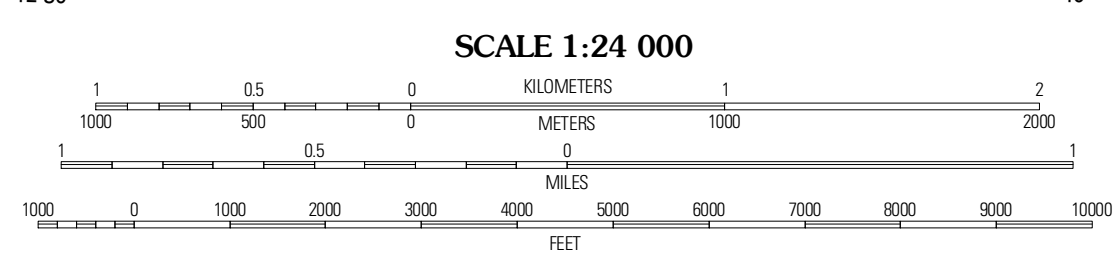 SCALE 1:24 000
1 0.5 0 KILOMETERS 1 2
1000 500 0 METERS 1000 2000
1 0.5 0 1
MILES
1000 0 1000 2000 3000 4000 5000 6000 7000 8000 9000 10000
FEET